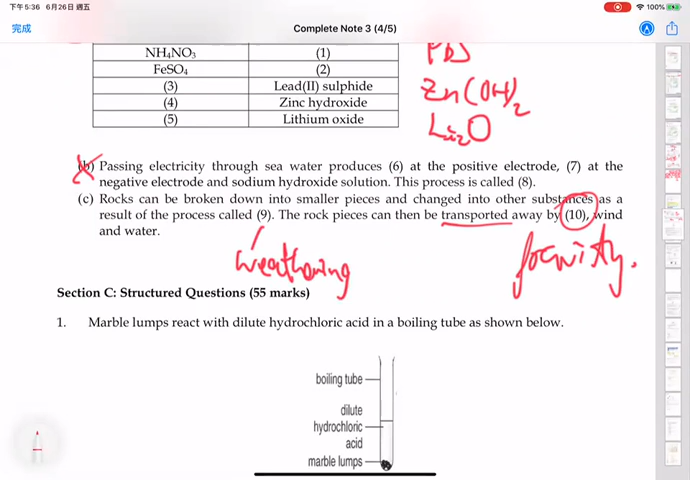 下午5:36 6月26日 週五
100%
完成
Complete Note 3 (4/5)
NH₄NO₃ (1) PbS
FeSO₄ (2)
(3) Lead(II) sulphide
(4) Zinc hydroxide Zn(OH)₂
(5) Lithium oxide Li₂O
(b) Passing electricity through sea water produces (6) at the positive electrode, (7) at the
negative electrode and sodium hydroxide solution. This process is called (8).
(c) Rocks can be broken down into smaller pieces and changed into other substances as a
result of the process called (9). The rock pieces can then be transported away by (10), wind
and water.
weathering
Section C: Structured Questions (55 marks)
1. Marble lumps react with dilute hydrochloric acid in a boiling tube as shown below.
boiling tube
dilute
hydrochloric
acid
marble lumps